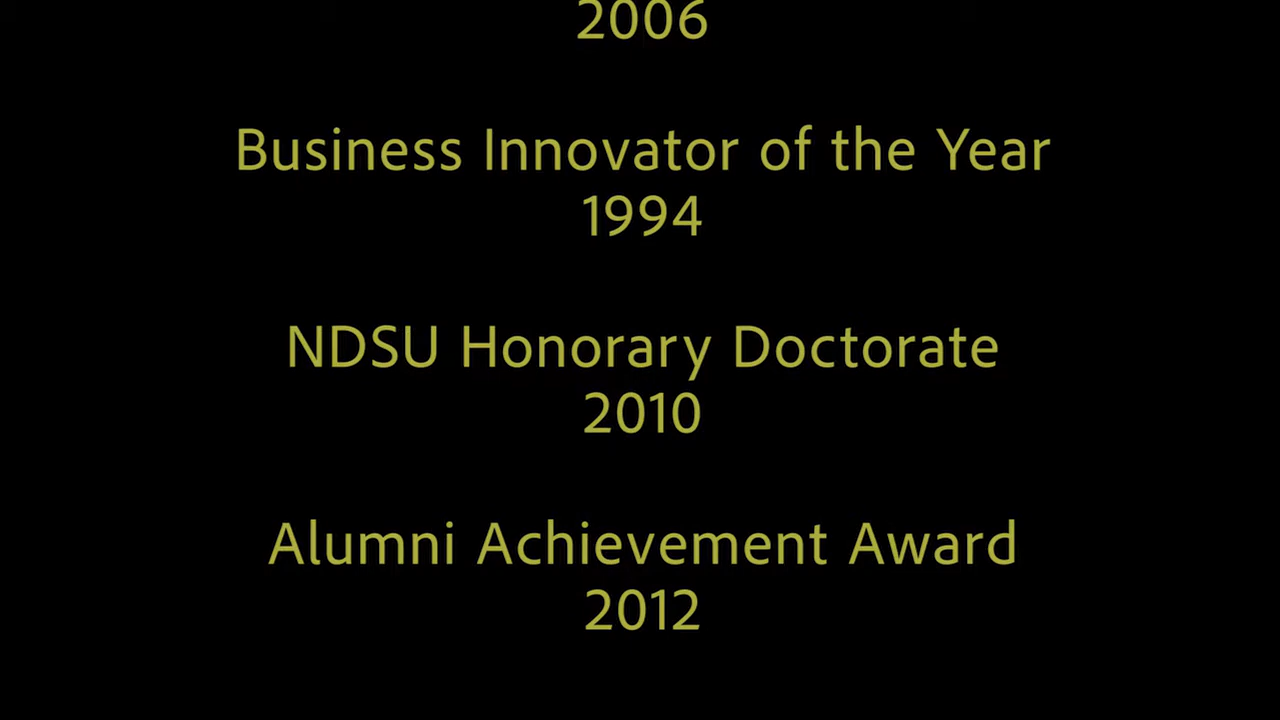 2006
Business Innovator of the Year
1994
NDSU Honorary Doctorate
2010
Alumni Achievement Award
2012